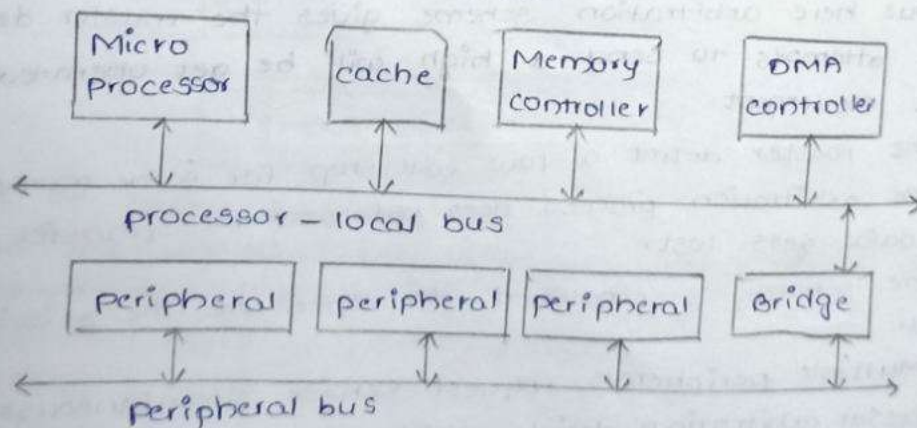 Micro
processor
cache
Memory
controller
DMA
controller
processor - local bus
peripheral
peripheral
peripheral
Bridge
peripheral bus